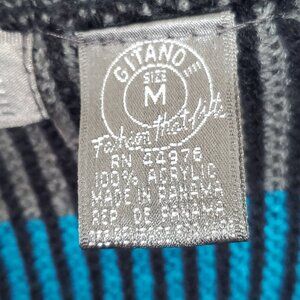 GITANO
SIZE
M
Fashion that fits
RN 44976
100% ACRYLIC
MADE IN PANAMA
REP DE PANAMA